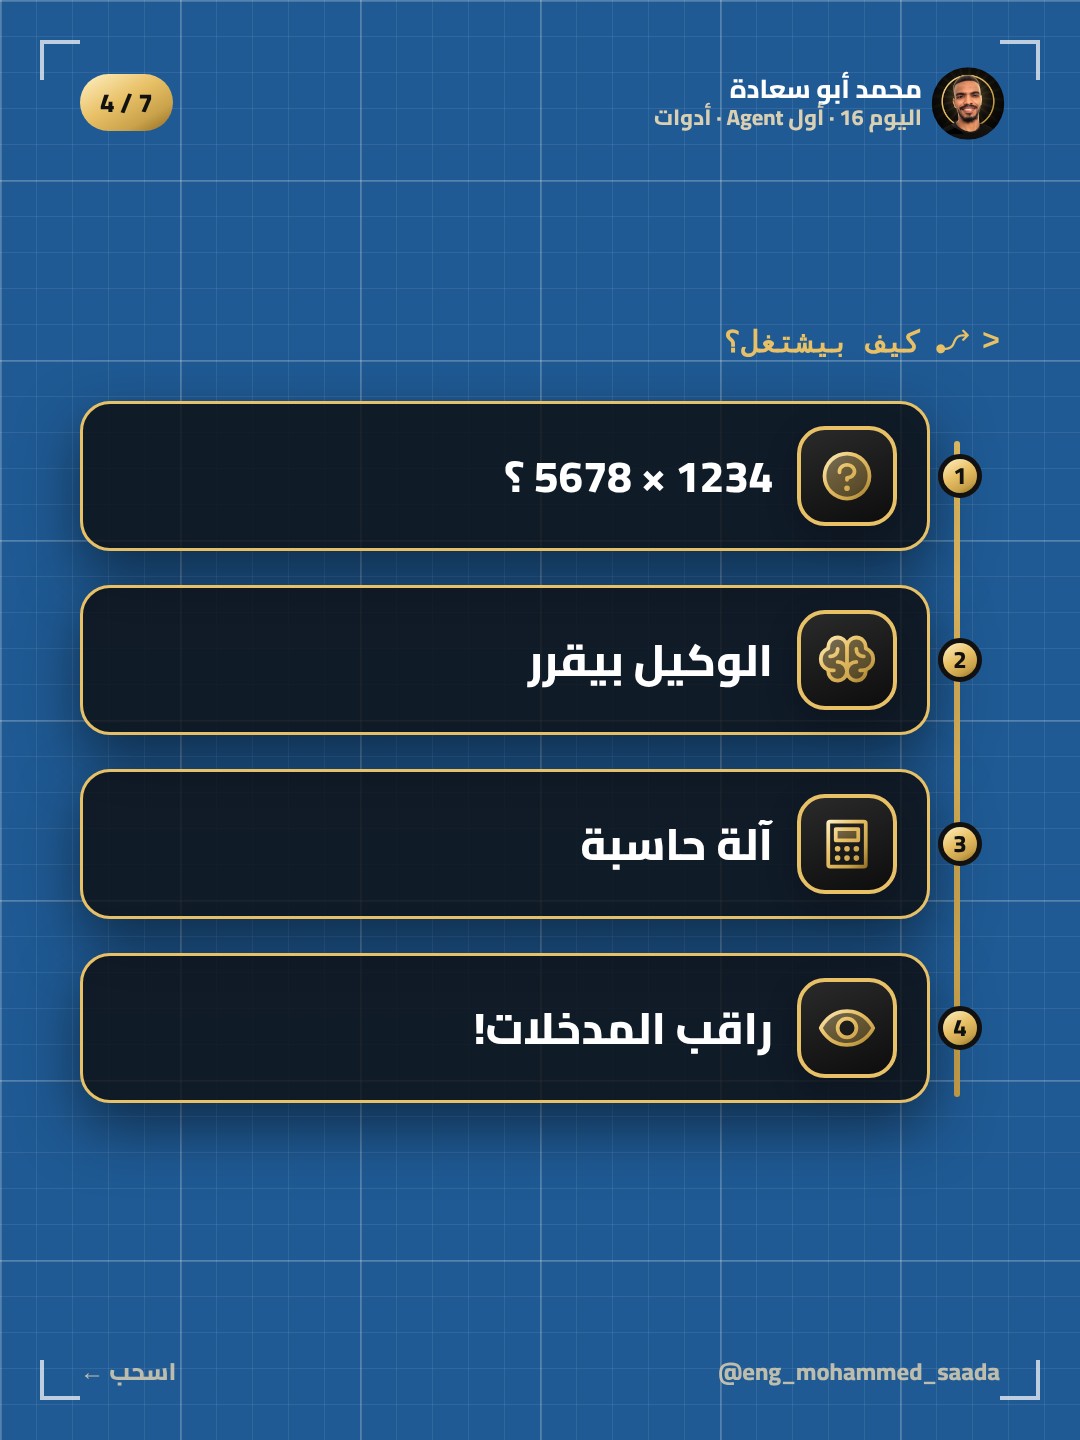 محمد أبو سعادة
اليوم 16 · أول Agent · أدوات
4 / 7
> كيف بيشتغل؟
1
1234 × 5678 ؟
2
الوكيل بيقرر
3
آلة حاسبة
4
راقب المدخلات!
@eng_mohammed_saada
اسحب ←